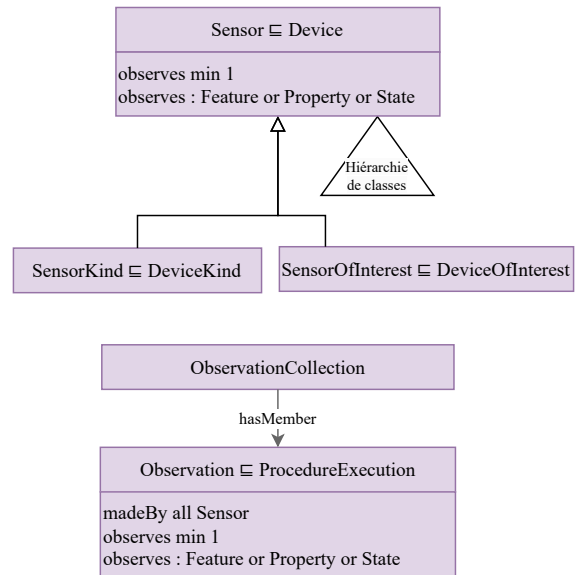 Sensor ⊑ Device
observes min 1
observes : Feature or Property or State
Hiérarchie
de classes
SensorKind ⊑ DeviceKind
SensorOfInterest ⊑ DeviceOfInterest
ObservationCollection
hasMember
Observation ⊑ ProcedureExecution
madeBy all Sensor
observes min 1
observes : Feature or Property or State